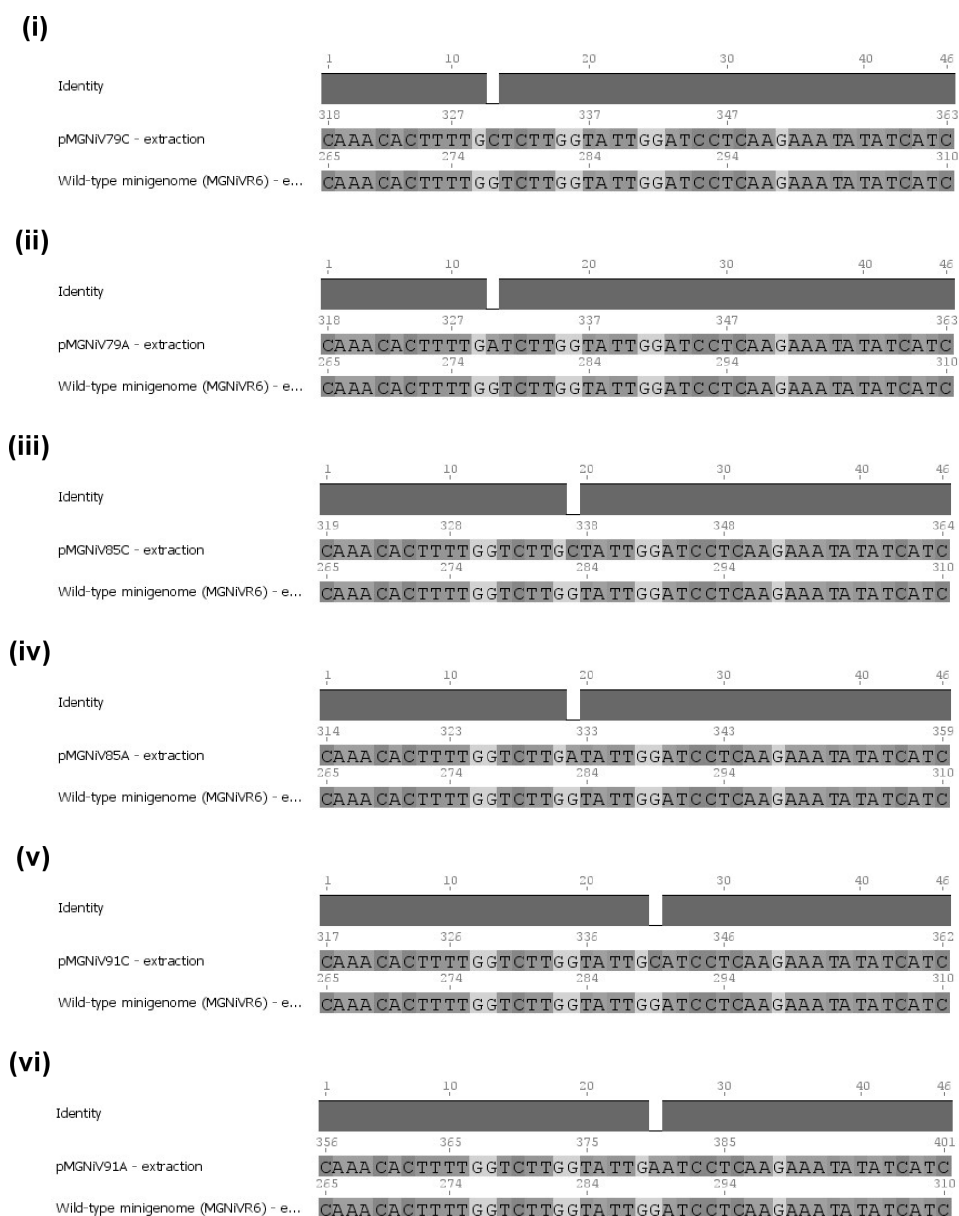 (i)
1 10 20 30 40 46
Identity
318 327 337 347 363
pMGNiV79C - extraction CAAACACTTTTGCTCTTGGTATTGGATCCTCAAGAAATATATCATC
265 274 284 294 310
Wild-type minigenome (MGNiVR6) - e... CAAACACTTTTGGTCTTGGTATTGGATCCTCAAGAAATATATCATC
(ii)
1 10 20 30 40 46
Identity
318 327 337 347 363
pMGNiV79A - extraction CAAACACTTTTGATCTTGGTATTGGATCCTCAAGAAATATATCATC
265 274 284 294 310
Wild-type minigenome (MGNiVR6) - e... CAAACACTTTTGGTCTTGGTATTGGATCCTCAAGAAATATATCATC
(iii)
1 10 20 30 40 46
Identity
319 328 338 348 364
pMGNiV85C - extraction CAAACACTTTTGGTCTTGCTATTGGATCCTCAAGAAATATATCATC
265 274 284 294 310
Wild-type minigenome (MGNiVR6) - e... CAAACACTTTTGGTCTTGGTATTGGATCCTCAAGAAATATATCATC
(iv)
1 10 20 30 40 46
Identity
314 323 333 343 359
pMGNiV85A - extraction CAAACACTTTTGGTCTTGATATTGGATCCTCAAGAAATATATCATC
265 274 284 294 310
Wild-type minigenome (MGNiVR6) - e... CAAACACTTTTGGTCTTGGTATTGGATCCTCAAGAAATATATCATC
(v)
1 10 20 30 40 46
Identity
317 326 336 346 362
pMGNiV91C - extraction CAAACACTTTTGGTCTTGGTATTGCATCCTCAAGAAATATATCATC
265 274 284 294 310
Wild-type minigenome (MGNiVR6) - e... CAAACACTTTTGGTCTTGGTATTGGATCCTCAAGAAATATATCATC
(vi)
1 10 20 30 40 46
Identity
356 365 375 385 401
pMGNiV91A - extraction CAAACACTTTTGGTCTTGGTATTGAATCCTCAAGAAATATATCATC
265 274 284 294 310
Wild-type minigenome (MGNiVR6) - e... CAAACACTTTTGGTCTTGGTATTGGATCCTCAAGAAATATATCATC